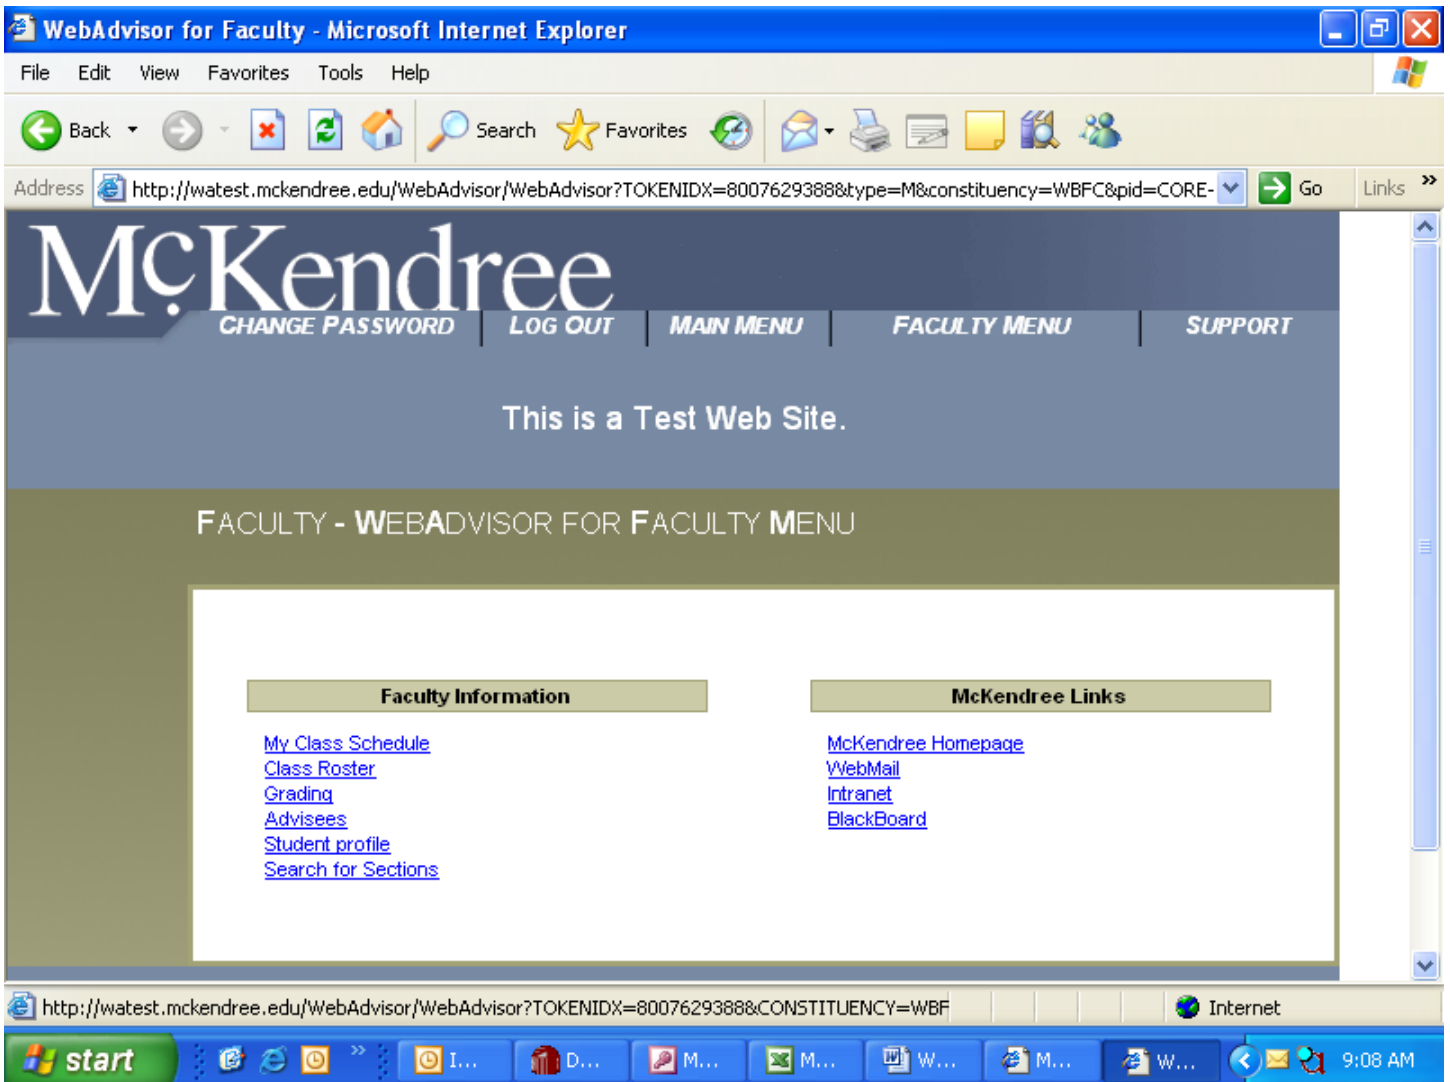 WebAdvisor for Faculty - Microsoft Internet Explorer
File Edit View Favorites Tools Help
Back Search Favorites
Address http://watest.mckendree.edu/WebAdvisor/WebAdvisor?TOKENIDX=8007629388&type=M&constituency=WBFC&pid=CORE- Go Links »
McKendree
CHANGE PASSWORD LOG OUT MAIN MENU FACULTY MENU SUPPORT
This is a Test Web Site.
FACULTY - WEBADVISOR FOR FACULTY MENU
Faculty Information
My Class Schedule
Class Roster
Grading
Advisees
Student profile
Search for Sections
McKendree Links
McKendree Homepage
WebMail
Intranet
BlackBoard
http://watest.mckendree.edu/WebAdvisor/WebAdvisor?TOKENIDX=8007629388&CONSTITUENCY=WBF Internet
start » I... D... M... M... W... M... W... 9:08 AM